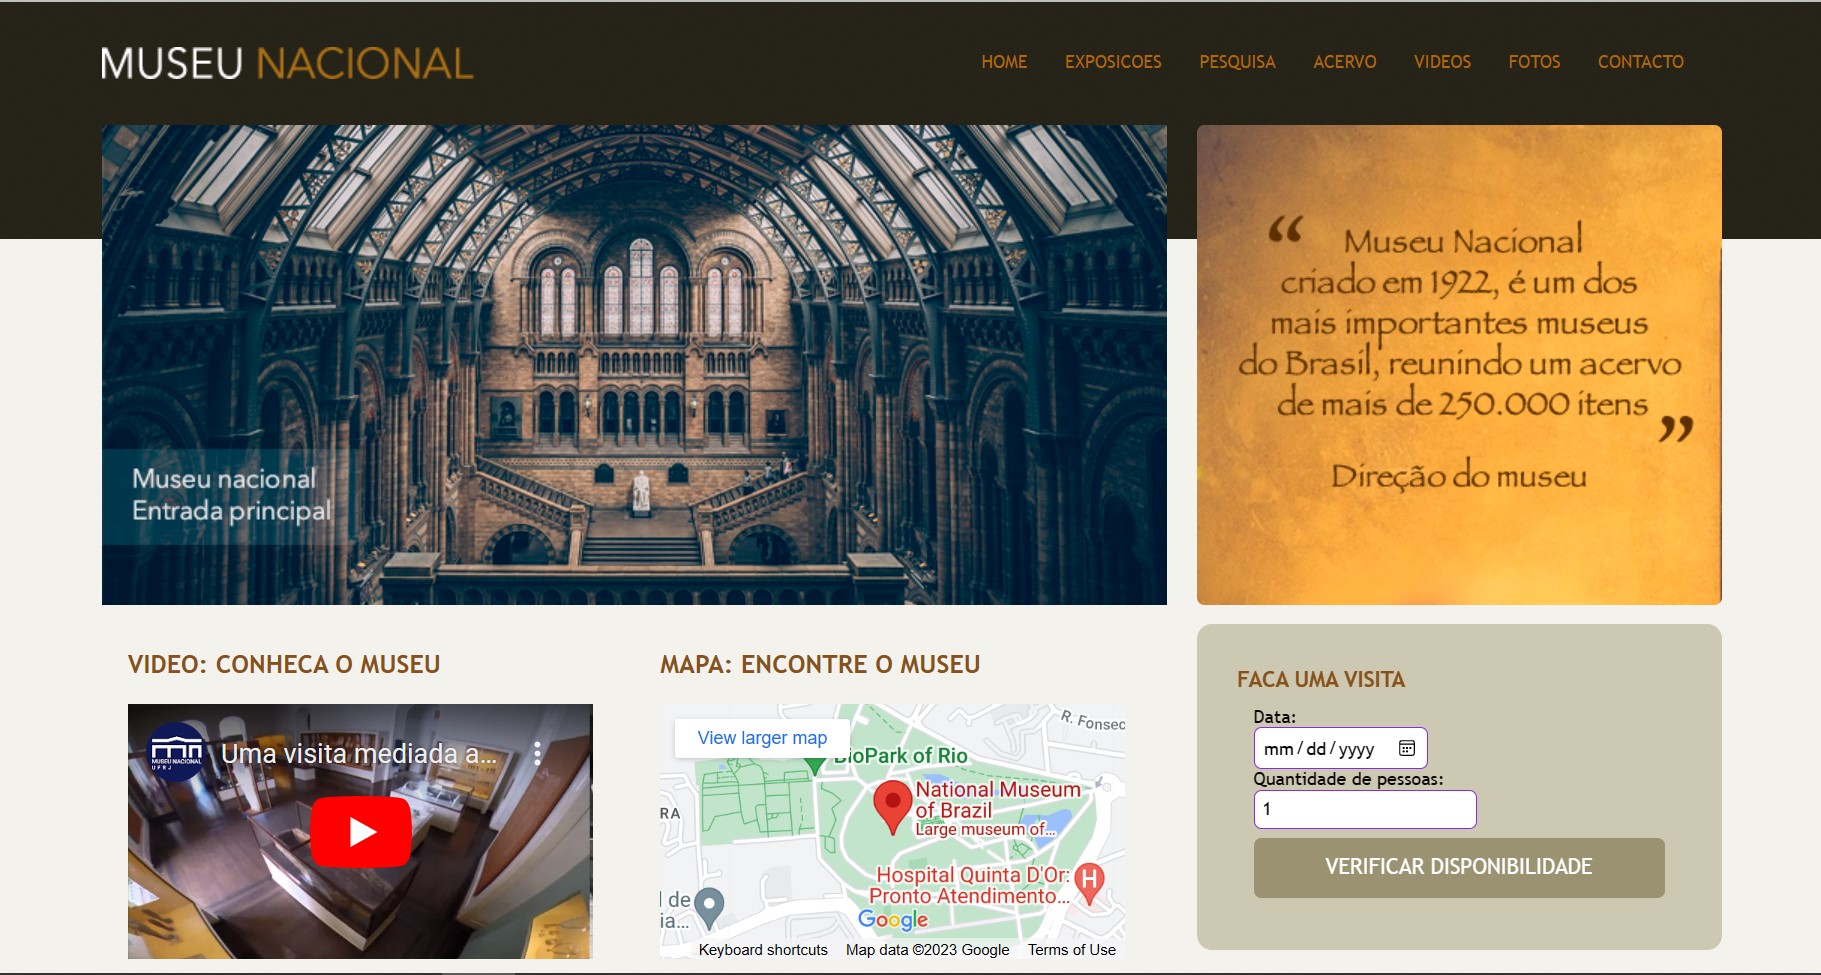 MUSEU NACIONAL
HOME EXPOSICOES PESQUISA ACERVO VIDEOS FOTOS CONTACTO
Museu nacional
Entrada principal
“ Museu Nacional
criado em 1922, é um dos
mais importantes museus
do Brasil, reunindo um acervo
de mais de 250.000 itens ”
Direção do museu
VIDEO: CONHECA O MUSEU
MUSEU NACIONAL
UFRJ
Uma visita mediada a...
MAPA: ENCONTRE O MUSEU
View larger map
R. Fonsec
BioPark of Rio
National Museum
of Brazil
Large museum of...
RA
Hospital Quinta D'Or:
Pronto Atendimento...
H
l de
ia...
Google
Keyboard shortcuts Map data ©2023 Google Terms of Use
FACA UMA VISITA
Data:
mm/dd/yyyy
Quantidade de pessoas:
1
VERIFICAR DISPONIBILIDADE